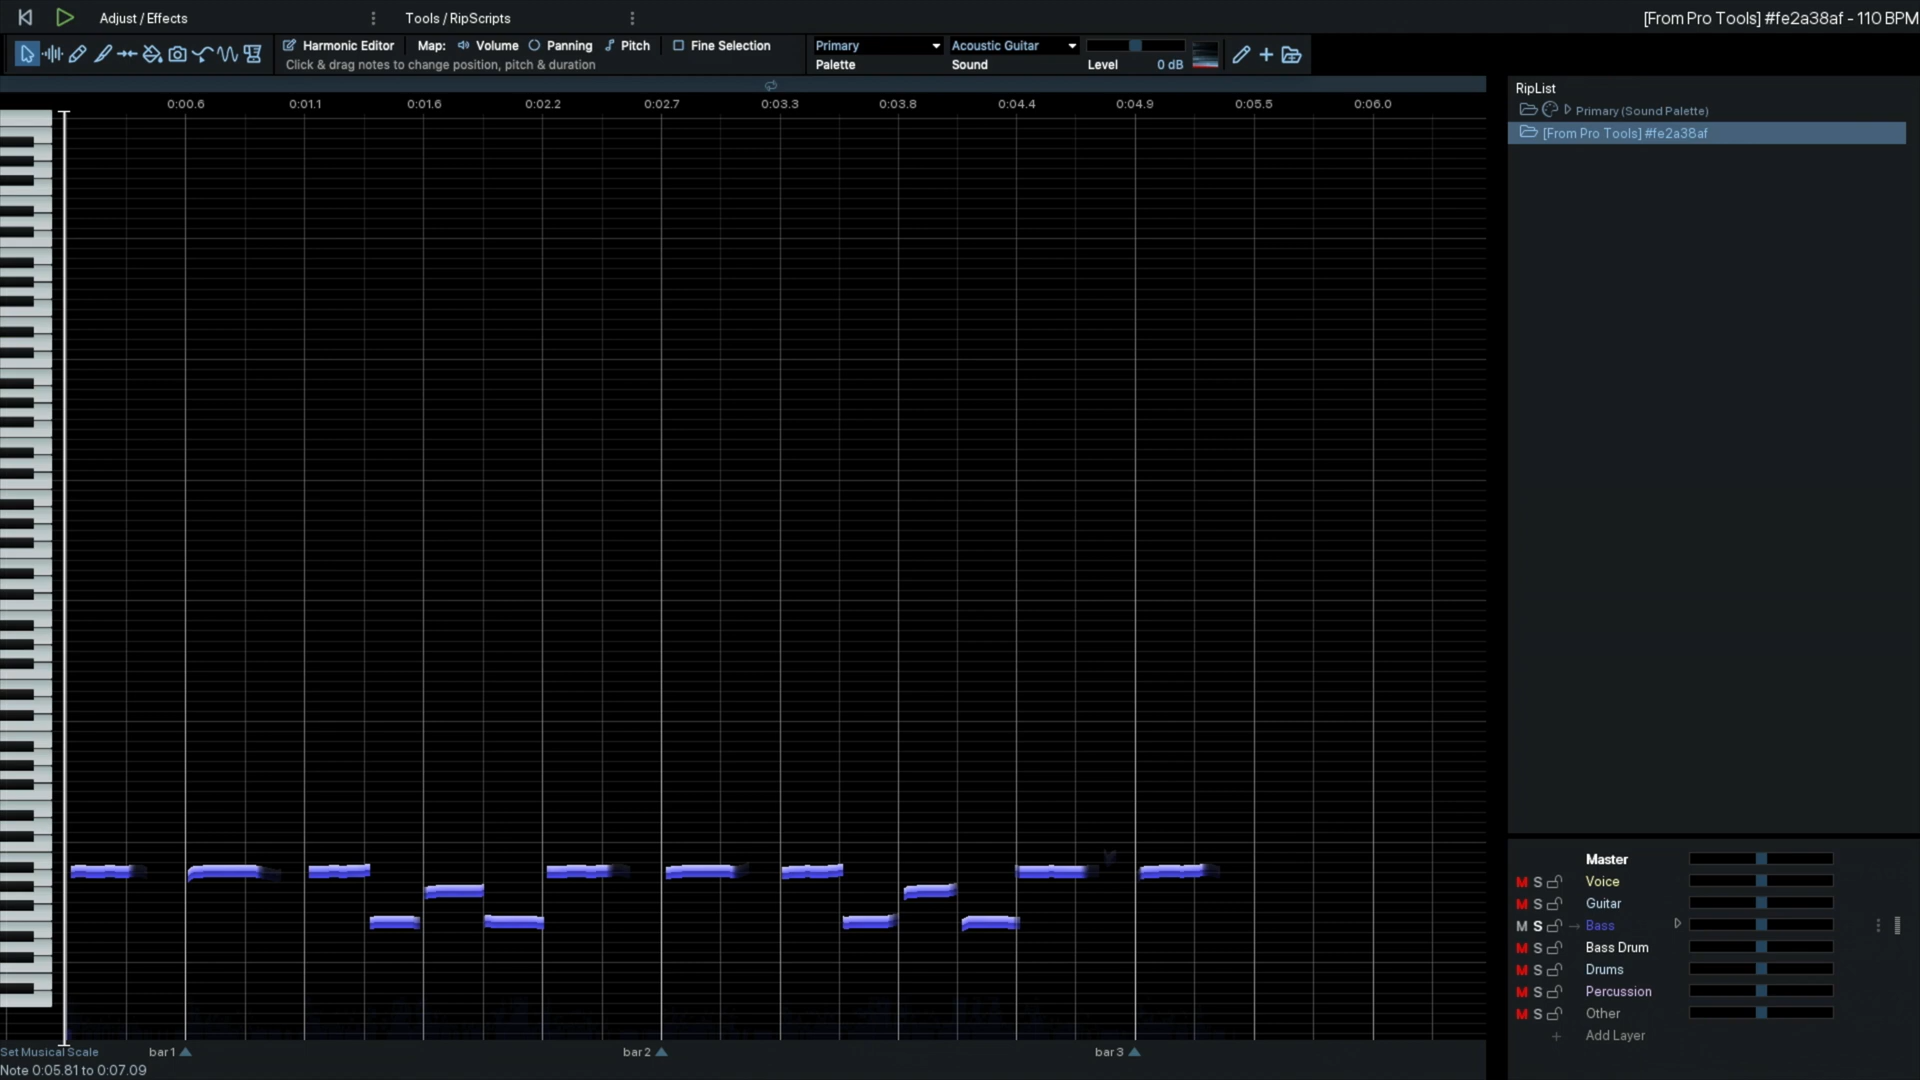 Adjust / Effects
Tools / RipScripts
[From Pro Tools] #fe2a38af - 110 BPM
Harmonic Editor Map: Volume Panning Pitch Fine Selection
Click & drag notes to change position, pitch & duration
Primary Acoustic Guitar
Palette Sound Level 0 dB
0:00.6 0:01.1 0:01.6 0:02.2 0:02.7 0:03.3 0:03.8 0:04.4 0:04.9 0:05.5 0:06.0
RipList
Primary (Sound Palette)
[From Pro Tools] #fe2a38af
Master
M S Voice
M S Guitar
M S Bass
M S Bass Drum
M S Drums
M S Percussion
M S Other
+ Add Layer
Set Musical Scale bar 1 bar 2 bar 3
Note 0:05.81 to 0:07.09